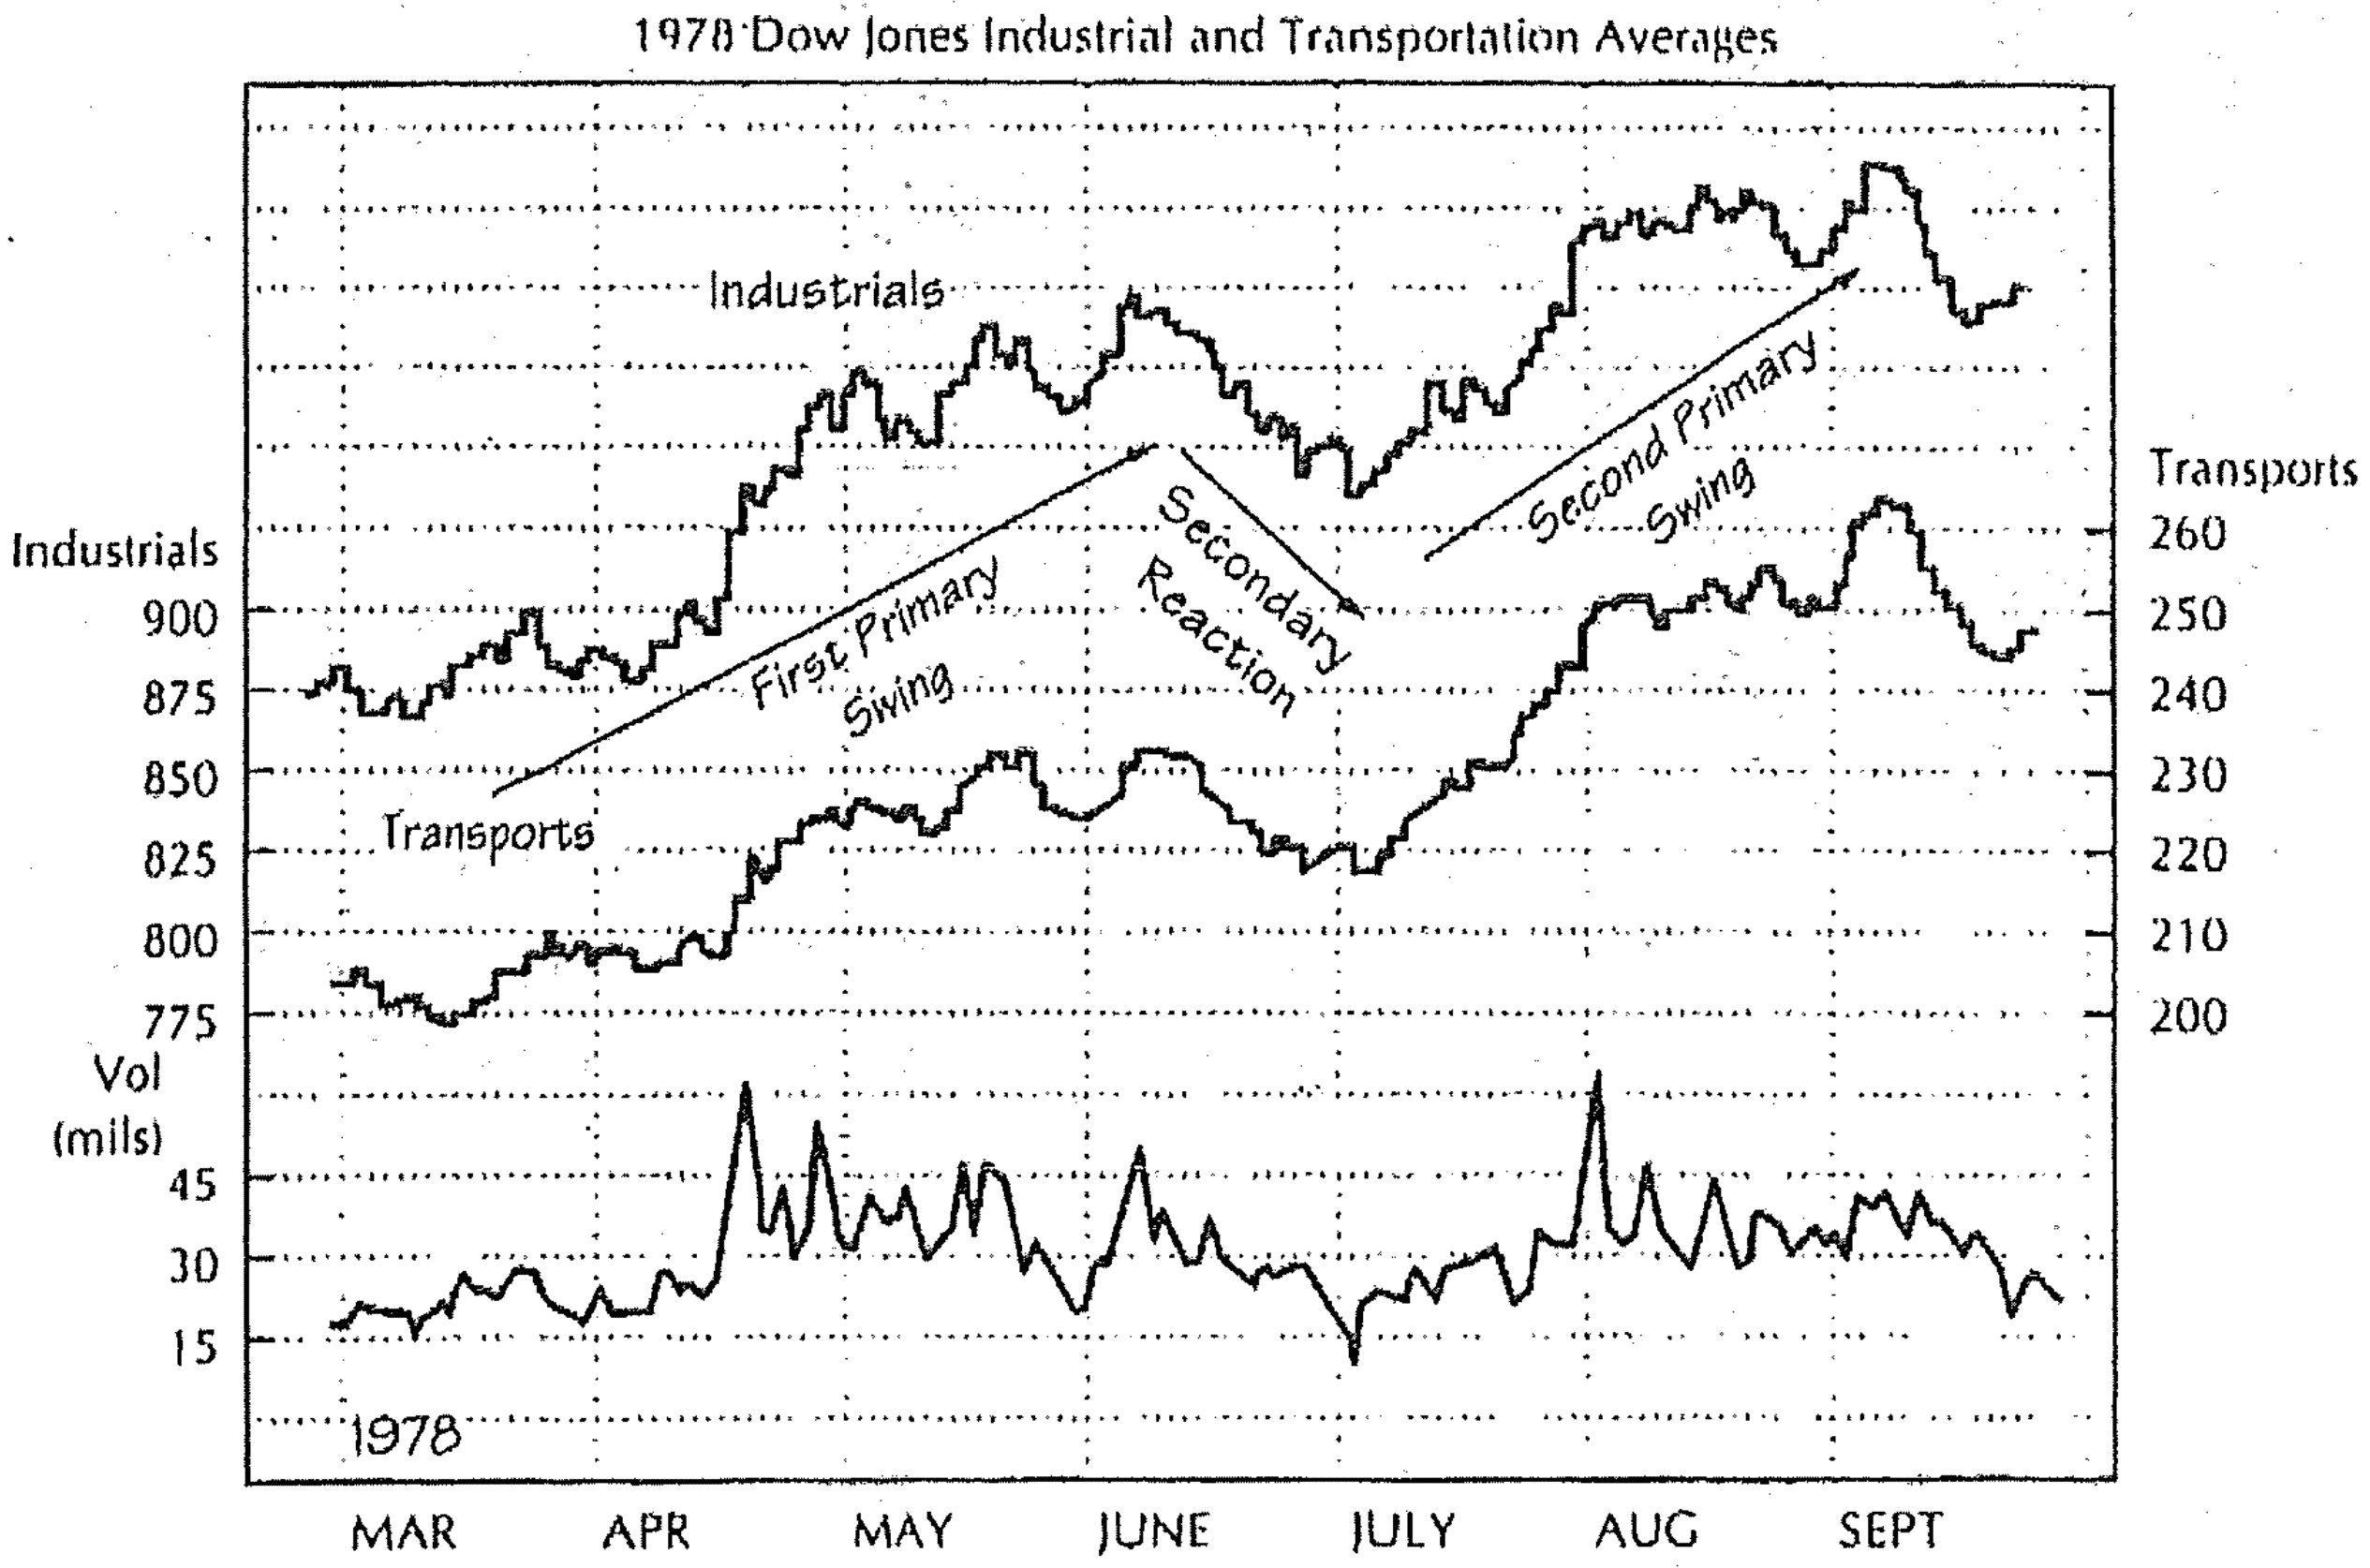 1978 Dow Jones Industrial and Transportation Averages
Industrials
Transports
Industrials
900
875
850
825
800
775
Vol
(mils)
45
30
15
260
250
240
230
220
210
200
First Primary
Swing
Secondary
Reaction
Second Primary
Swing
Transports
1978
MAR APR MAY JUNE JULY AUG SEPT